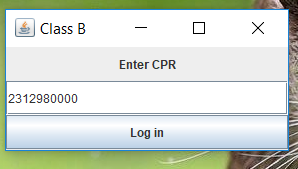 Class B
Enter CPR
2312980000
Log in